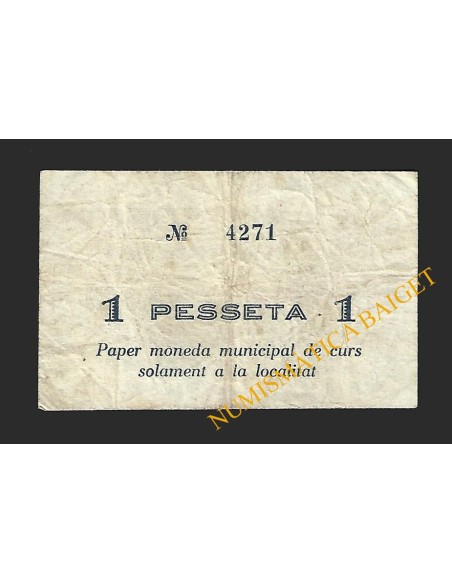 № 4271
1 PESSETA 1
Paper moneda municipal de curs
solament a la localitat
NUMISMATICA BAIGET